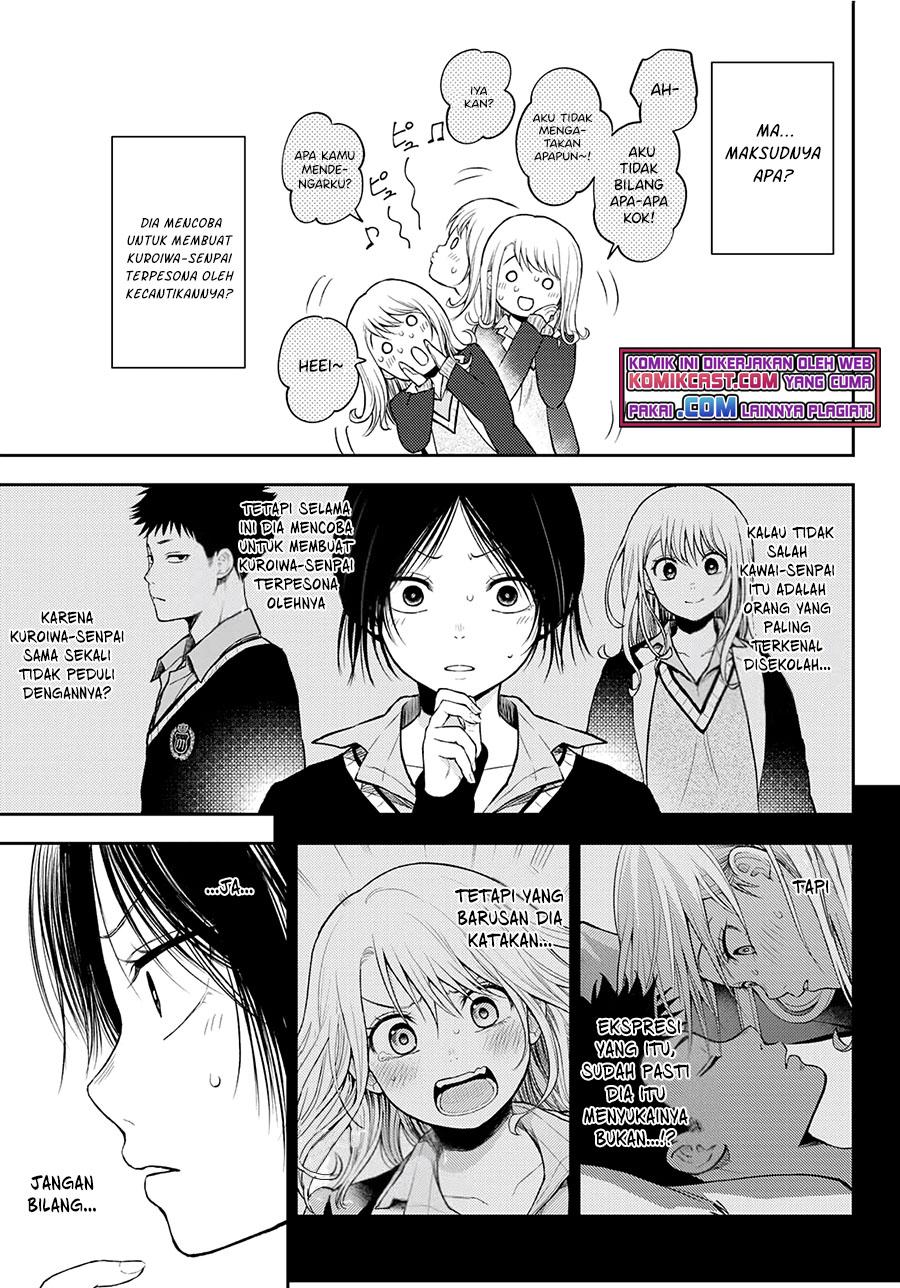 MA...
MAKSUDNYA
APA?
AH-
AKU
TIDAK
BILANG
APA-APA
KOK!
AKU TIDAK
MENGA-
TAKAN
APAPUN~!
IYA
KAN?
ピュ
APA KAMU
MENDE-
NGARKU?
ピュ
HEEI~
DIA MENCOBA
UNTUK MEMBUAT
KUROIWA-SENPAI
TERPESONA OLEH
KECANTIKANNYA?
KOMIK INI DIKERJAKAN OLEH WEB
KOMIKCAST.COM YANG CUMA
PAKAI .COM LAINNYA PLAGIAT!
KALAU TIDAK
SALAH
KAWAI-SENPAI
ITU ADALAH
ORANG YANG
PALING
TERKENAL
DISEKOLAH...
TETAPI SELAMA
INI DIA MENCOBA
UNTUK MEMBUAT
KUROIWA-SENPAI
TERPESONA
OLEHNYA
KARENA
KUROIWA-SENPAI
SAMA SEKALI
TIDAK PEDULI
DENGANNYA?
TAPI
EKSPRESI
YANG ITU,
SUDAH PASTI
DIA ITU
MENYUKAINYA
BUKAN...!?
TETAPI YANG
BARUSAN DIA
KATAKAN...
...JA...
JANGAN
BILANG...